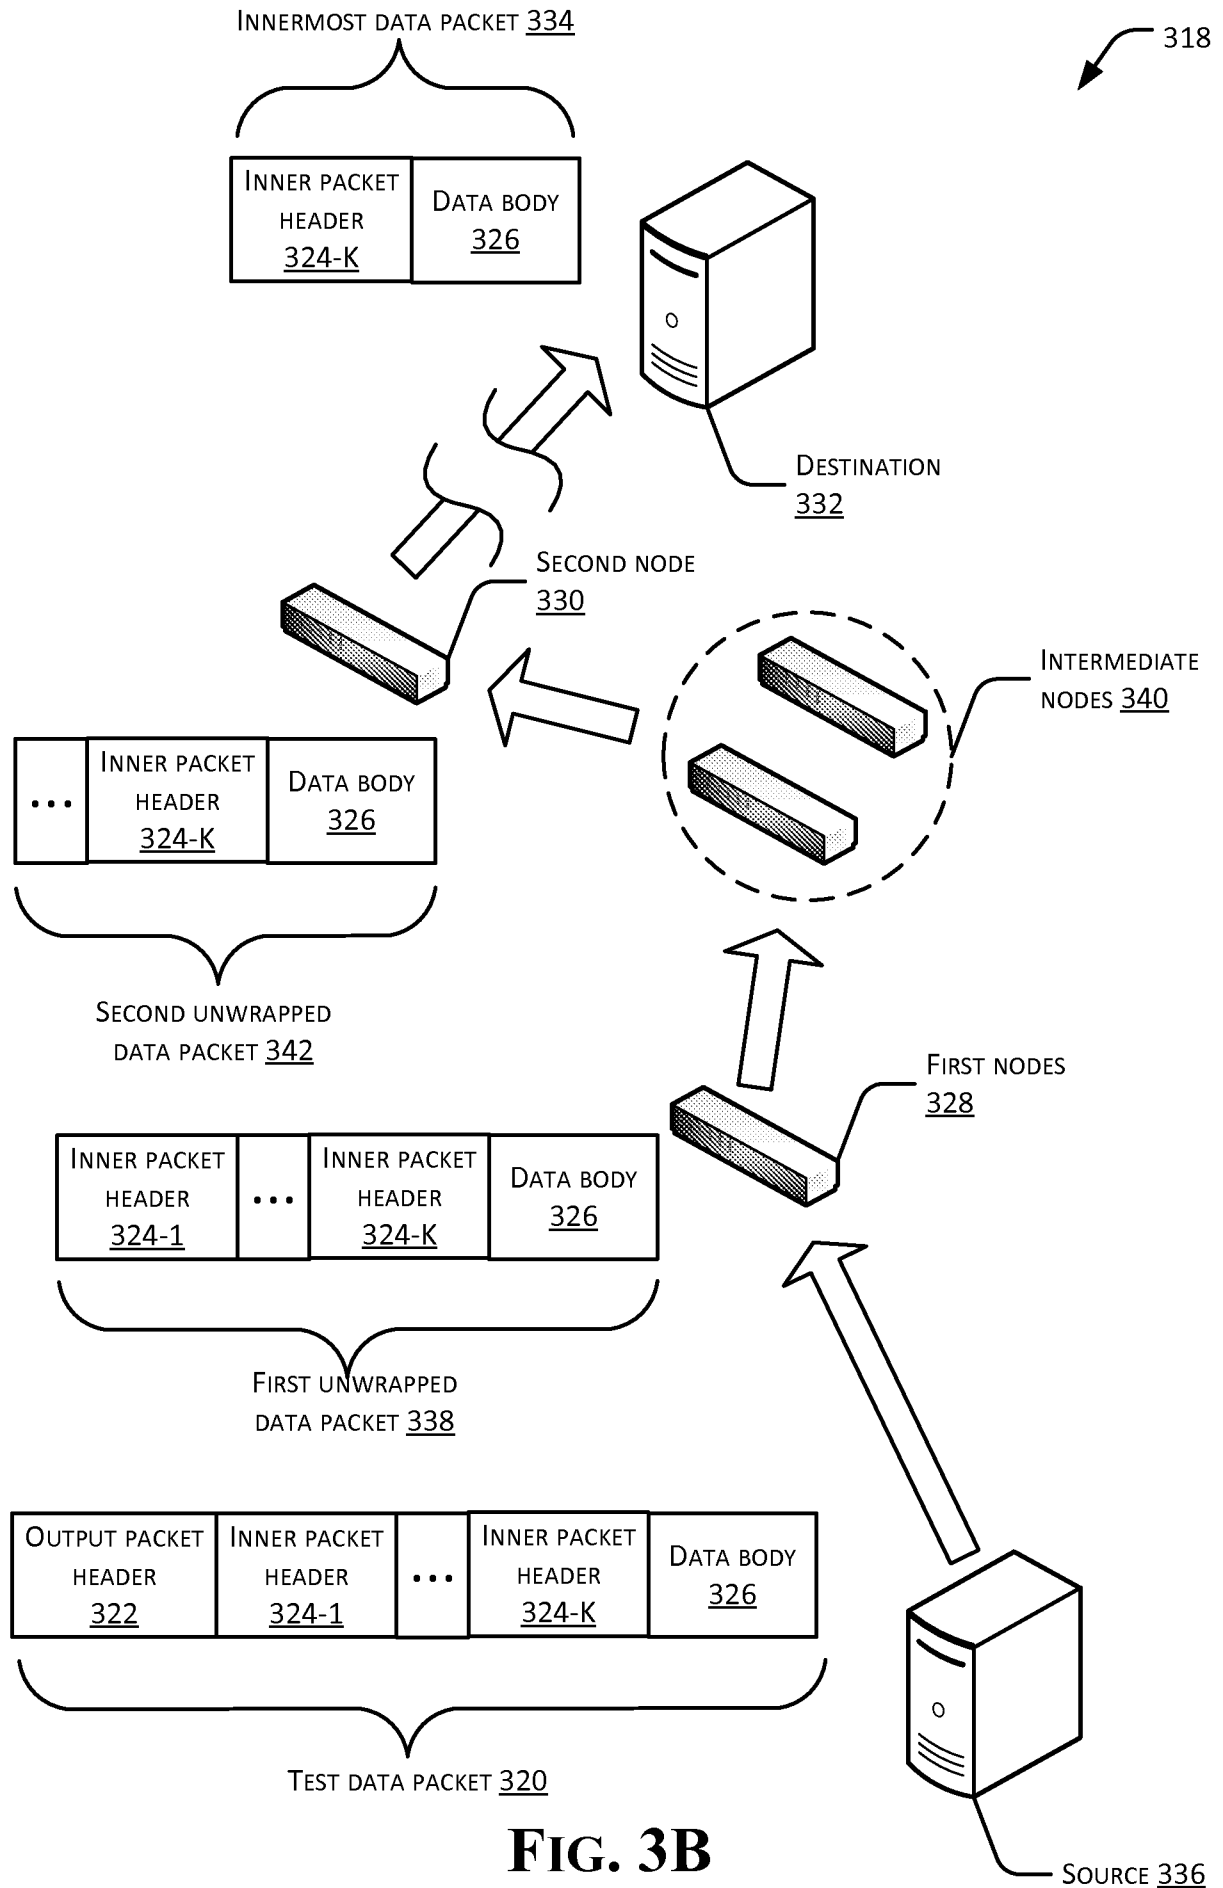 INNERMOST DATA PACKET 334
318
INNER PACKET
HEADER
324-K
DATA BODY
326
DESTINATION
332
SECOND NODE
330
INTERMEDIATE
NODES 340
...
INNER PACKET
HEADER
324-K
DATA BODY
326
SECOND UNWRAPPED
DATA PACKET 342
FIRST NODES
328
INNER PACKET
HEADER
324-1
...
INNER PACKET
HEADER
324-K
DATA BODY
326
FIRST UNWRAPPED
DATA PACKET 338
OUTPUT PACKET
HEADER
322
INNER PACKET
HEADER
324-1
...
INNER PACKET
HEADER
324-K
DATA BODY
326
TEST DATA PACKET 320
FIG. 3B
SOURCE 336